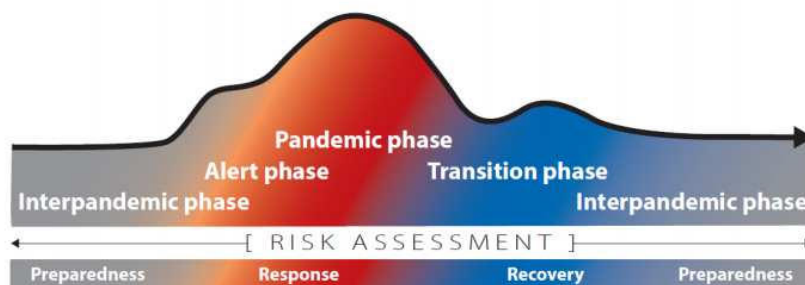 Pandemic phase
Alert phase Transition phase
Interpandemic phase Interpandemic phase
[ RISK ASSESSMENT ]
Preparedness Response Recovery Preparedness